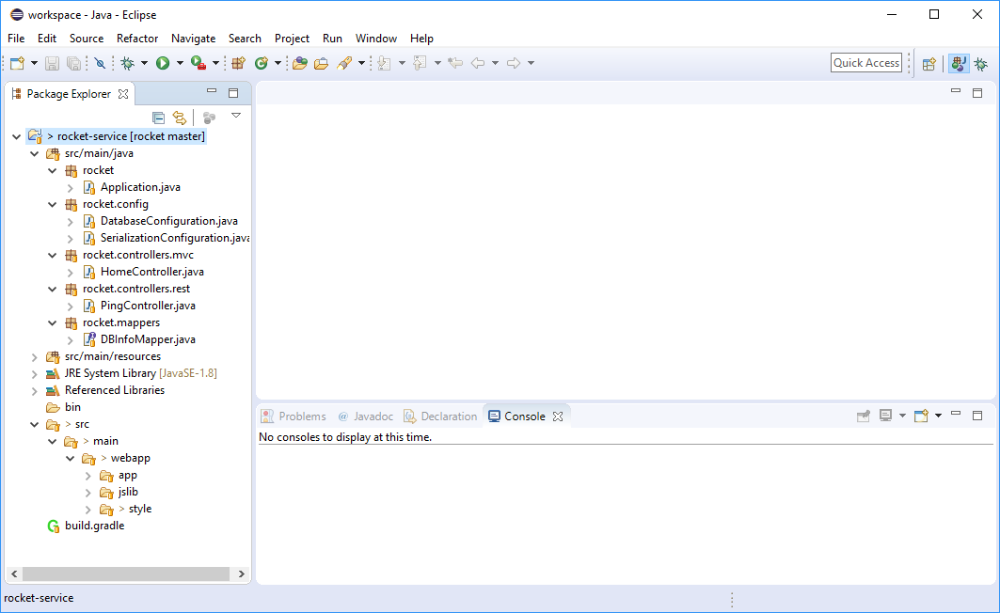 workspace - Java - Eclipse
File Edit Source Refactor Navigate Search Project Run Window Help
Quick Access
Package Explorer
> rocket-service [rocket master]
src/main/java
rocket
Application.java
rocket.config
DatabaseConfiguration.java
SerializationConfiguration.java
rocket.controllers.mvc
HomeController.java
rocket.controllers.rest
PingController.java
rocket.mappers
DBInfoMapper.java
src/main/resources
JRE System Library [JavaSE-1.8]
Referenced Libraries
bin
> src
> main
> webapp
app
jslib
> style
build.gradle
Problems @ Javadoc Declaration Console
No consoles to display at this time.
rocket-service